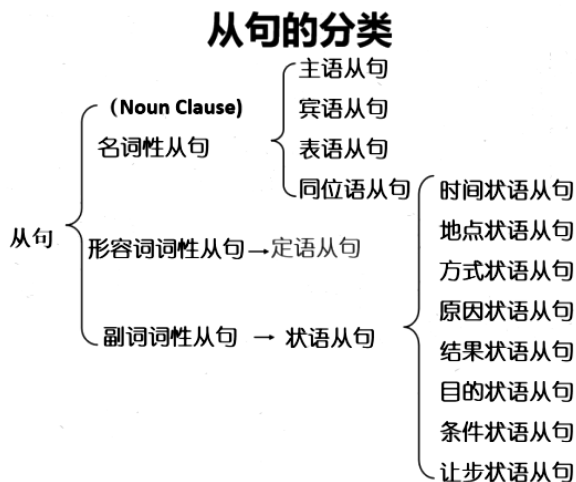 从句的分类
从句
（Noun Clause)
名词性从句
主语从句
宾语从句
表语从句
同位语从句
形容词词性从句→定语从句
副词词性从句 → 状语从句
时间状语从句
地点状语从句
方式状语从句
原因状语从句
结果状语从句
目的状语从句
条件状语从句
让步状语从句